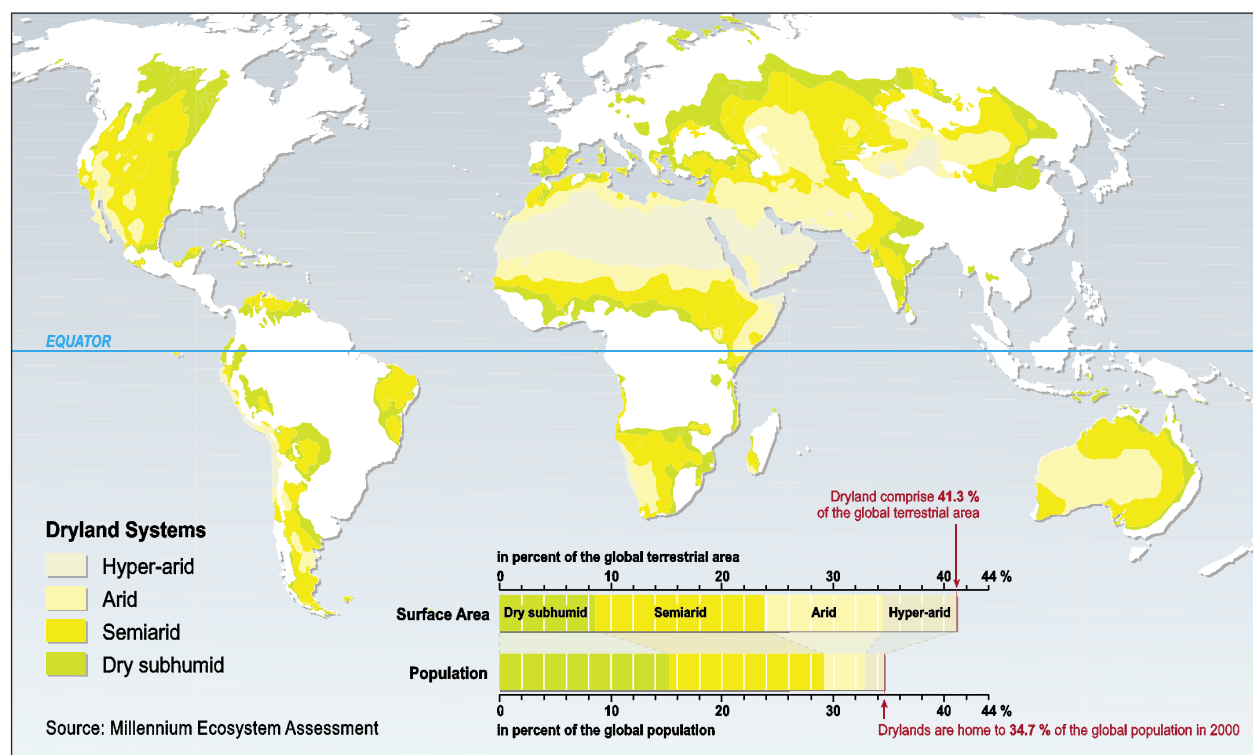 EQUATOR
Dryland Systems
Hyper-arid
Arid
Semiarid
Dry subhumid
Source: Millennium Ecosystem Assessment
Dryland comprise 41.3 %
of the global terrestrial area
in percent of the global terrestrial area
0 10 20 30 40 44 %
Surface Area Dry subhumid Semiarid Arid Hyper-arid
Population
0 10 20 30 40 44 %
in percent of the global population
Drylands are home to 34.7 % of the global population in 2000